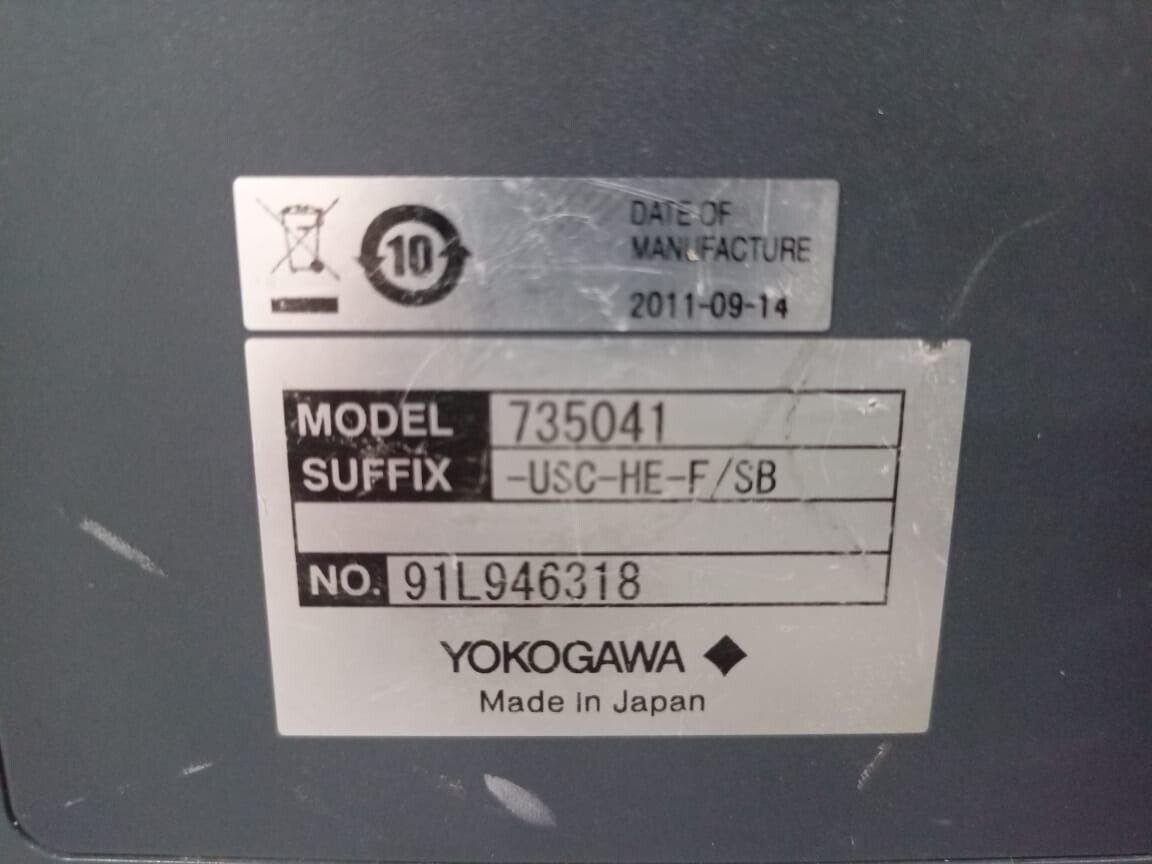 10
DATE OF
MANUFACTURE
2011-09-14
MODEL 735041
SUFFIX -USC-HE-F/SB
NO. 91L946318
YOKOGAWA
Made in Japan